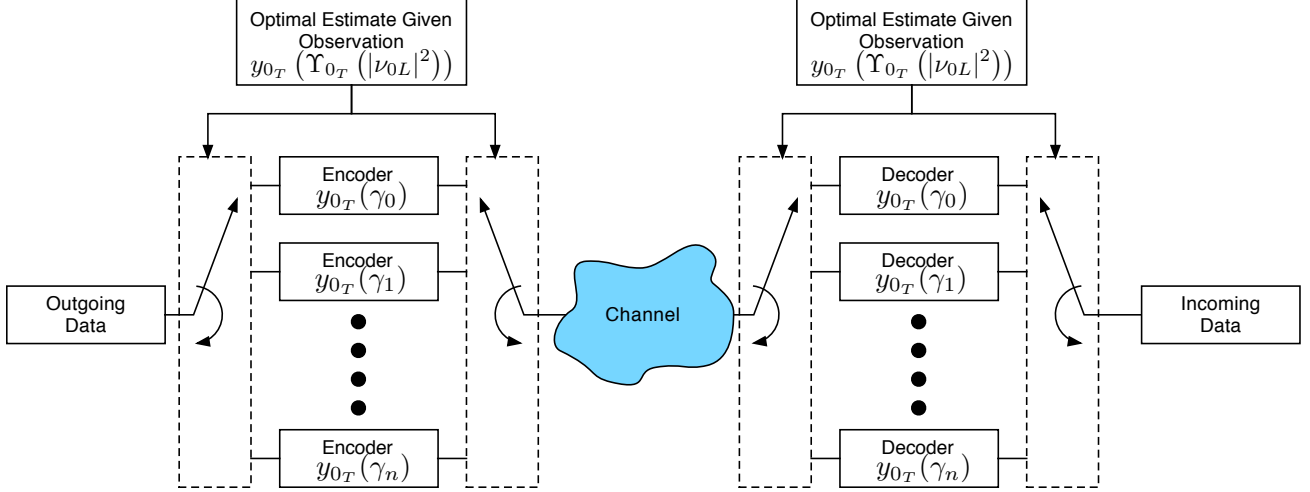 Optimal Estimate Given
Observation
y_{0_T} (Υ_{0_T} (|ν_{0L}|^2))
Optimal Estimate Given
Observation
y_{0_T} (Υ_{0_T} (|ν_{0L}|^2))
Encoder
y_{0_T}(γ_0)
Decoder
y_{0_T}(γ_0)
Encoder
y_{0_T}(γ_1)
Decoder
y_{0_T}(γ_1)
Outgoing
Data
Channel
Incoming
Data
Encoder
y_{0_T}(γ_n)
Decoder
y_{0_T}(γ_n)